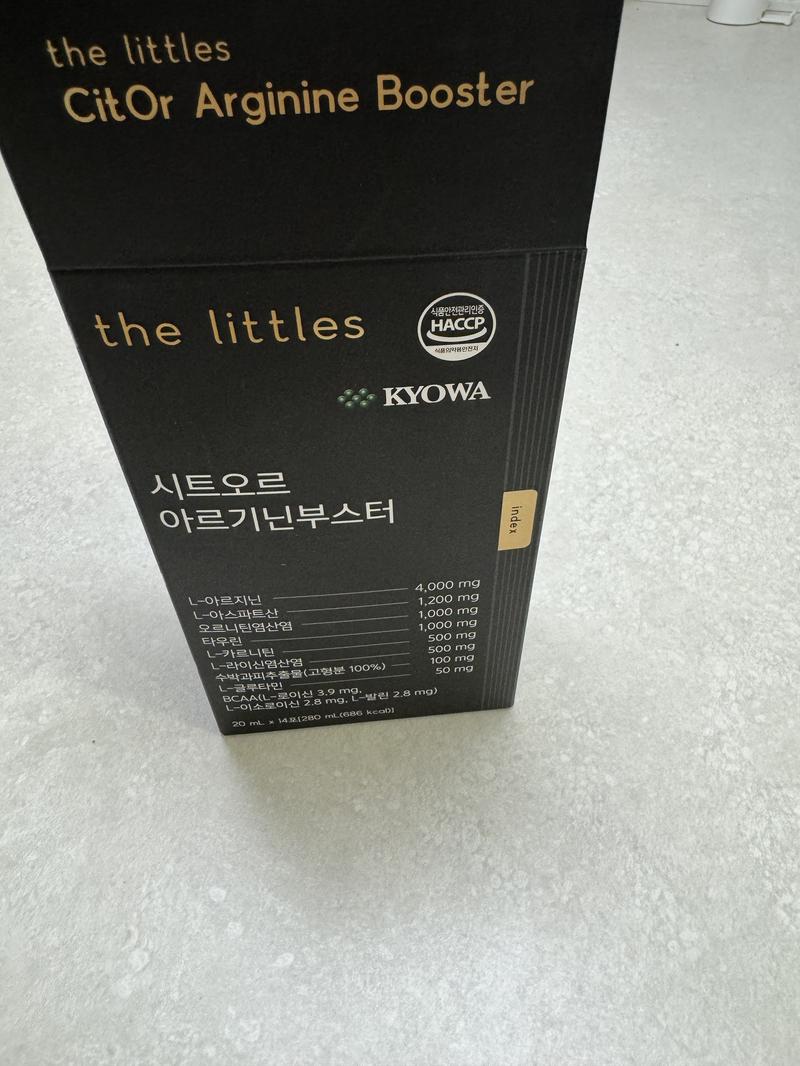 the littles
CitOr Arginine Booster
the littles
식품안전관리인증
HACCP
식품의약품안전처
KYOWA
시트오르
아르기닌부스터
index
L-아르지닌 4,000 mg
L-아스파트산 1,200 mg
오르니틴염산염 1,000 mg
타우린 1,000 mg
L-카르니틴 500 mg
L-라이신염산염 500 mg
수박과피추출물(고형분 100%) 100 mg
L-글루타민 50 mg
BCAA(L-로이신 3.9 mg,
L-이소로이신 2.8 mg, L-발린 2.8 mg)
20 mL x 14포[280 mL(686 kcal)]